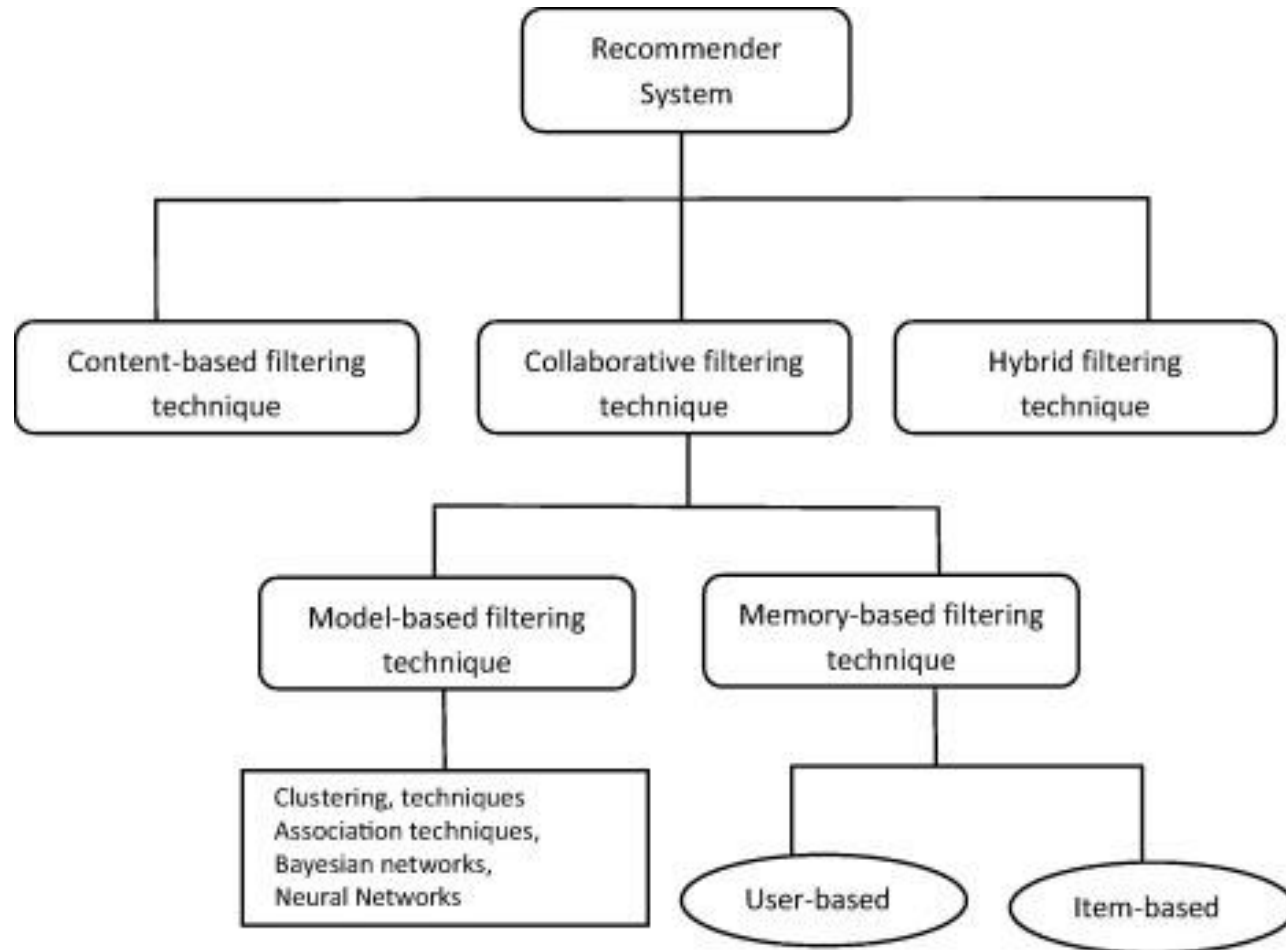 Recommender
System
Content-based filtering
technique
Collaborative filtering
technique
Hybrid filtering
technique
Model-based filtering
technique
Memory-based filtering
technique
Clustering, techniques
Association techniques,
Bayesian networks,
Neural Networks
User-based
Item-based